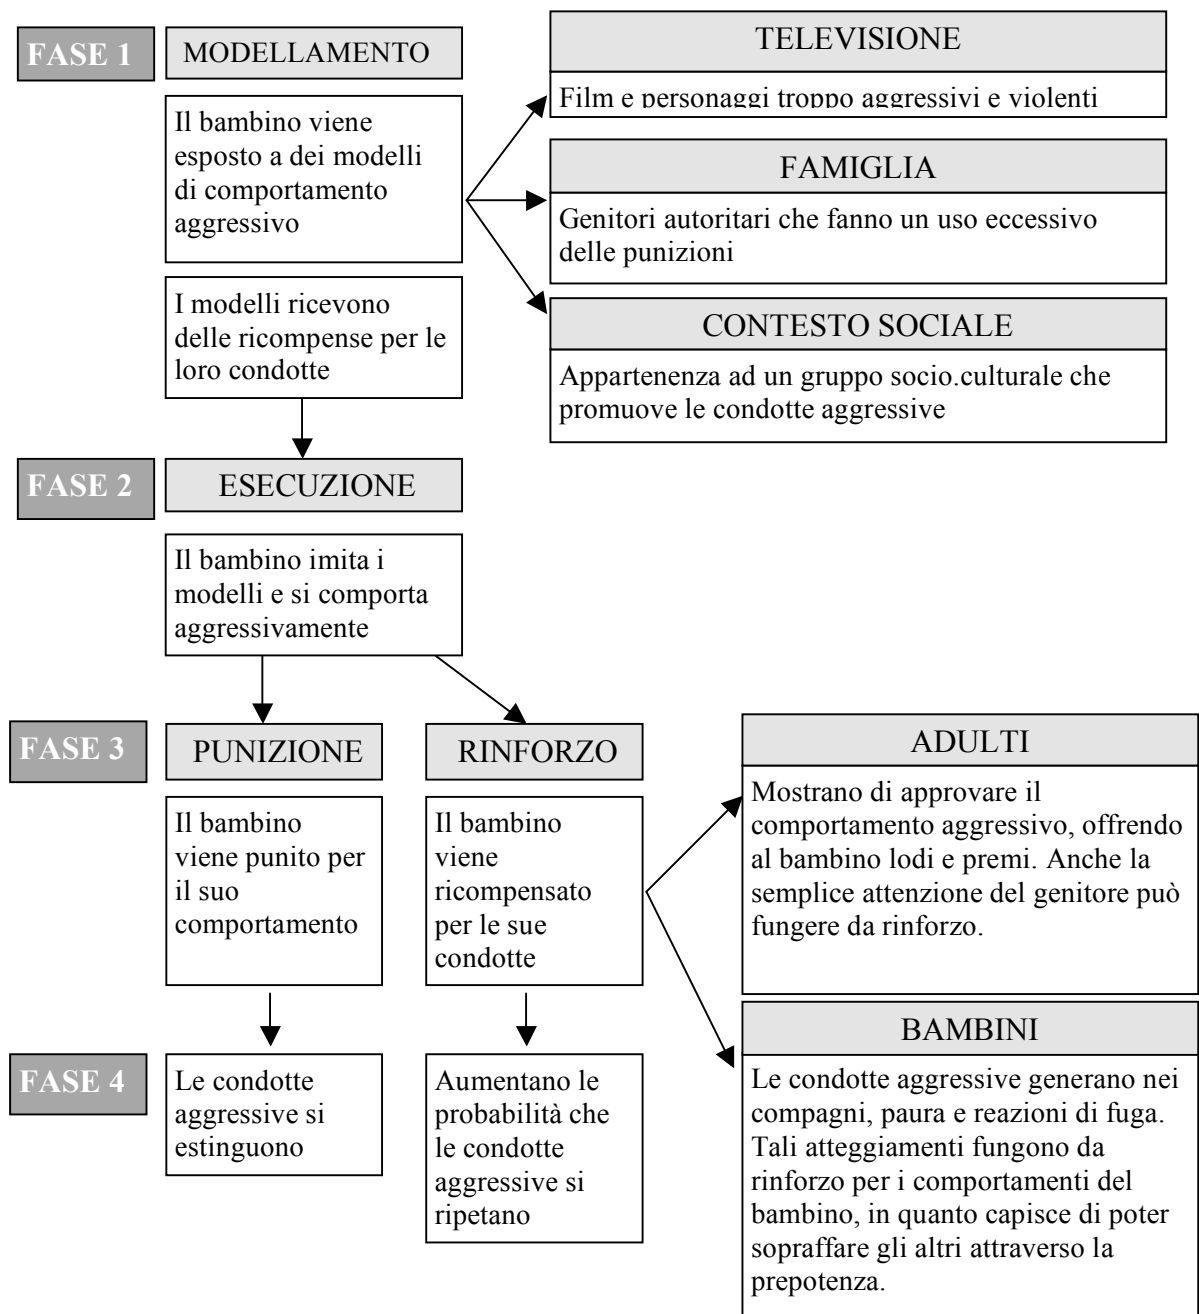 FASE 1
MODELLAMENTO
Il bambino viene
esposto a dei modelli
di comportamento
aggressivo
I modelli ricevono
delle ricompense per le
loro condotte
TELEVISIONE
Film e personaggi troppo aggressivi e violenti
FAMIGLIA
Genitori autoritari che fanno un uso eccessivo
delle punizioni
CONTESTO SOCIALE
Appartenenza ad un gruppo socio.culturale che
promuove le condotte aggressive
FASE 2
ESECUZIONE
Il bambino imita i
modelli e si comporta
aggressivamente
FASE 3
PUNIZIONE
Il bambino
viene punito per
il suo
comportamento
RINFORZO
Il bambino
viene
ricompensato
per le sue
condotte
ADULTI
Mostrano di approvare il
comportamento aggressivo, offrendo
al bambino lodi e premi. Anche la
semplice attenzione del genitore può
fungere da rinforzo.
BAMBINI
Le condotte aggressive generano nei
compagni, paura e reazioni di fuga.
Tali atteggiamenti fungono da
rinforzo per i comportamenti del
bambino, in quanto capisce di poter
sopraffare gli altri attraverso la
prepotenza.
FASE 4
Le condotte
aggressive si
estinguono
Aumentano le
probabilità che
le condotte
aggressive si
ripetano